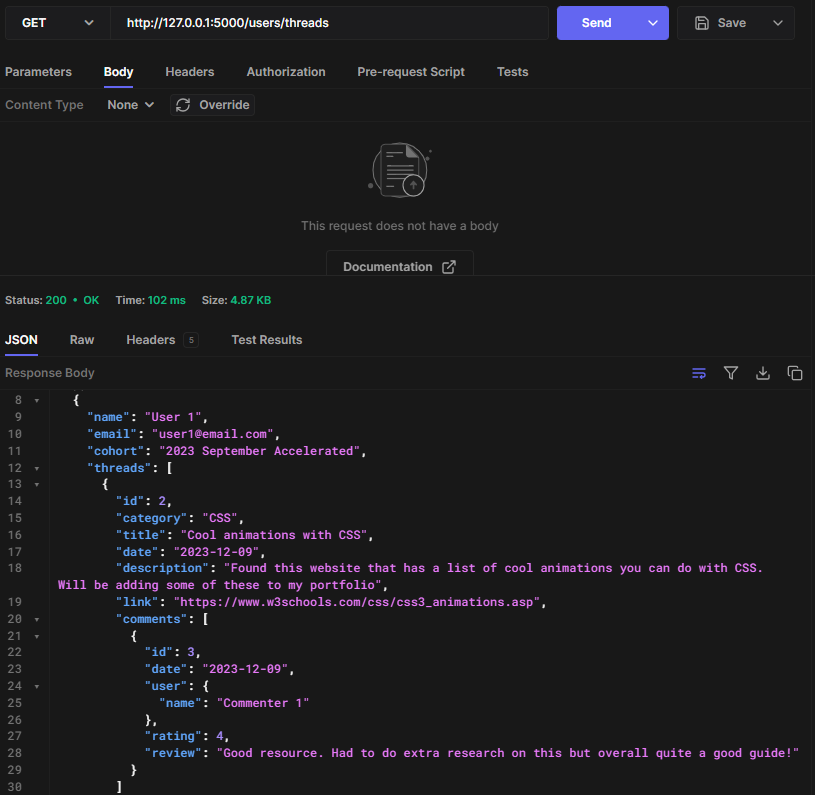 GET http://127.0.0.1:5000/users/threads Send Save
Parameters Body Headers Authorization Pre-request Script Tests
Content Type None Override
This request does not have a body
Documentation
Status: 200 • OK Time: 102 ms Size: 4.87 KB
JSON Raw Headers 5 Test Results
Response Body
8 {
9 "name": "User 1",
10 "email": "user1@email.com",
11 "cohort": "2023 September Accelerated",
12 "threads": [
13 {
14 "id": 2,
15 "category": "CSS",
16 "title": "Cool animations with CSS",
17 "date": "2023-12-09",
18 "description": "Found this website that has a list of cool animations you can do with CSS.
Will be adding some of these to my portfolio",
19 "link": "https://www.w3schools.com/css/css3_animations.asp",
20 "comments": [
21 {
22 "id": 3,
23 "date": "2023-12-09",
24 "user": {
25 "name": "Commenter 1"
26 },
27 "rating": 4,
28 "review": "Good resource. Had to do extra research on this but overall quite a good guide!"
29 }
30 ]